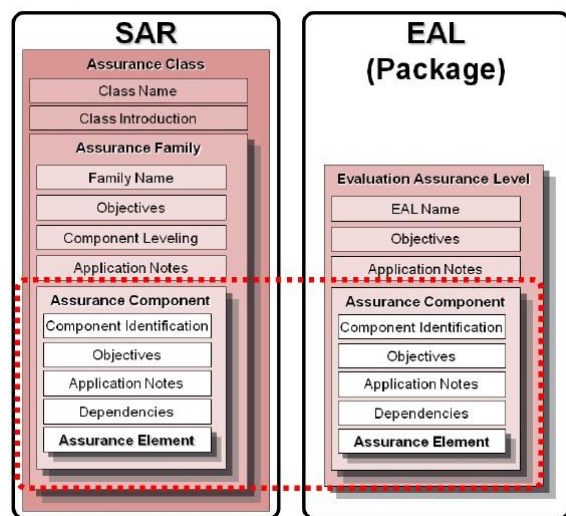 SAR
Assurance Class
Class Name
Class Introduction
Assurance Family
Family Name
Objectives
Component Leveling
Application Notes
Assurance Component
Component Identification
Objectives
Application Notes
Dependencies
Assurance Element
EAL
(Package)
Evaluation Assurance Level
EAL Name
Objectives
Application Notes
Assurance Component
Component Identification
Objectives
Application Notes
Dependencies
Assurance Element